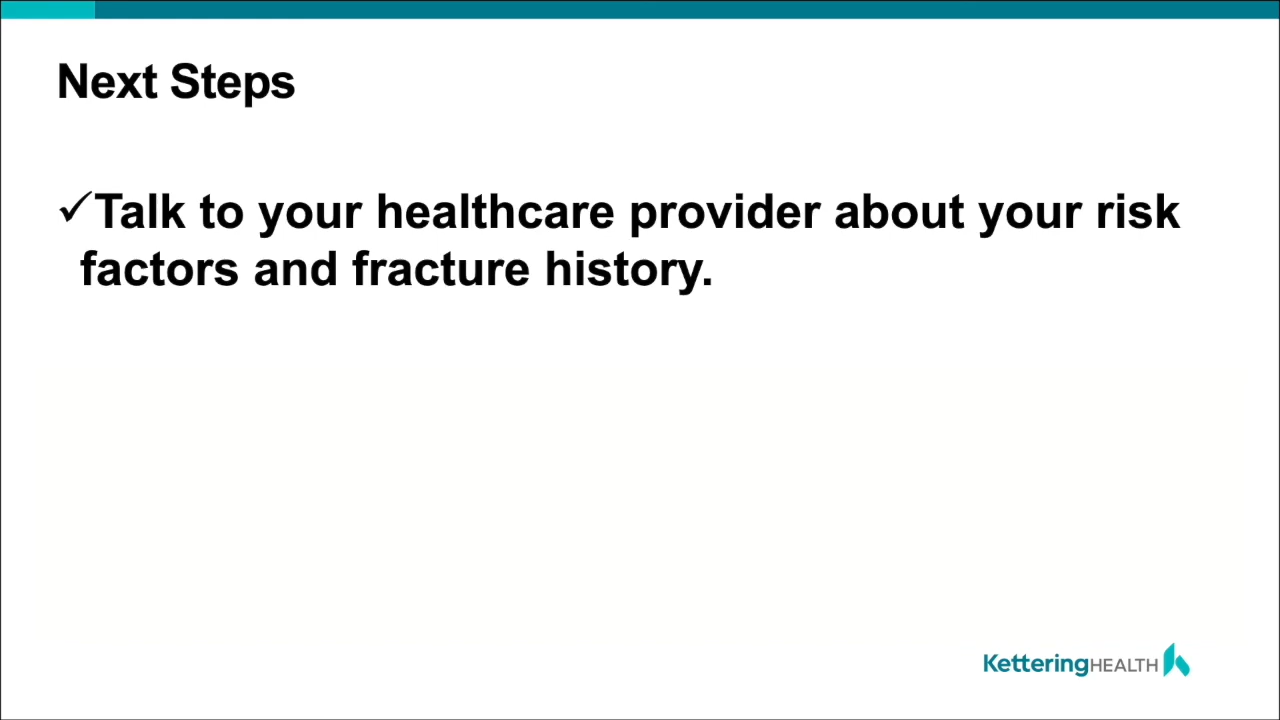 Next Steps
✓Talk to your healthcare provider about your risk
factors and fracture history.
KetteringHEALTH